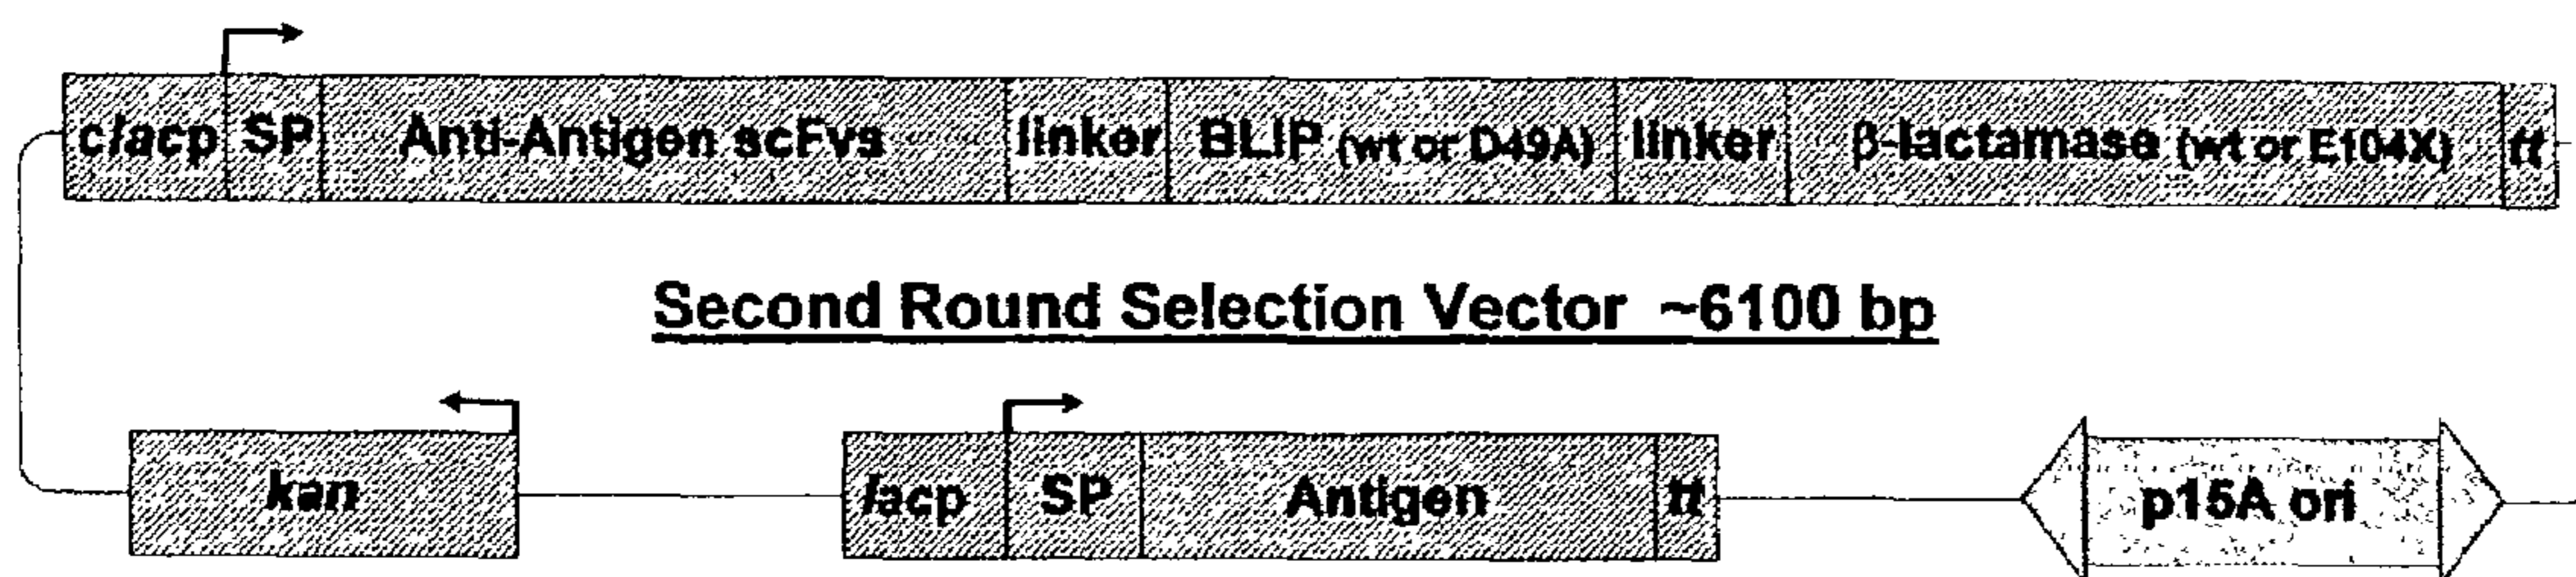 clacp SP Anti-Antigen scFvs linker BLIP (wt or D49A) linker β-lactamase (wt or E104X) tt
Second Round Selection Vector ~6100 bp
kan lacp SP Antigen tt p15A ori